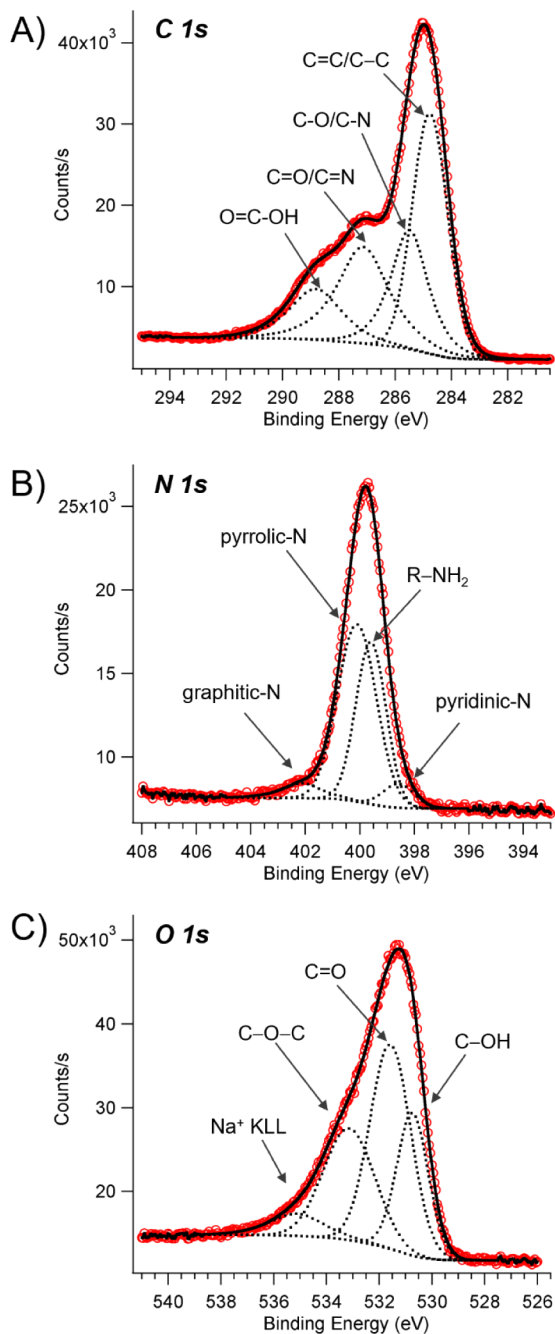 A)
C 1s
40x10³
30
20
10
Counts/s
C=C/C–C
C-O/C-N
C=O/C=N
O=C-OH
294 292 290 288 286 284 282
Binding Energy (eV)
B)
N 1s
25x10³
20
15
10
Counts/s
pyrrolic-N
R–NH₂
graphitic-N
pyridinic-N
408 406 404 402 400 398 396 394
Binding Energy (eV)
C)
O 1s
50x10³
40
30
20
Counts/s
C=O
C–O–C
C–OH
Na⁺ KLL
540 538 536 534 532 530 528 526
Binding Energy (eV)